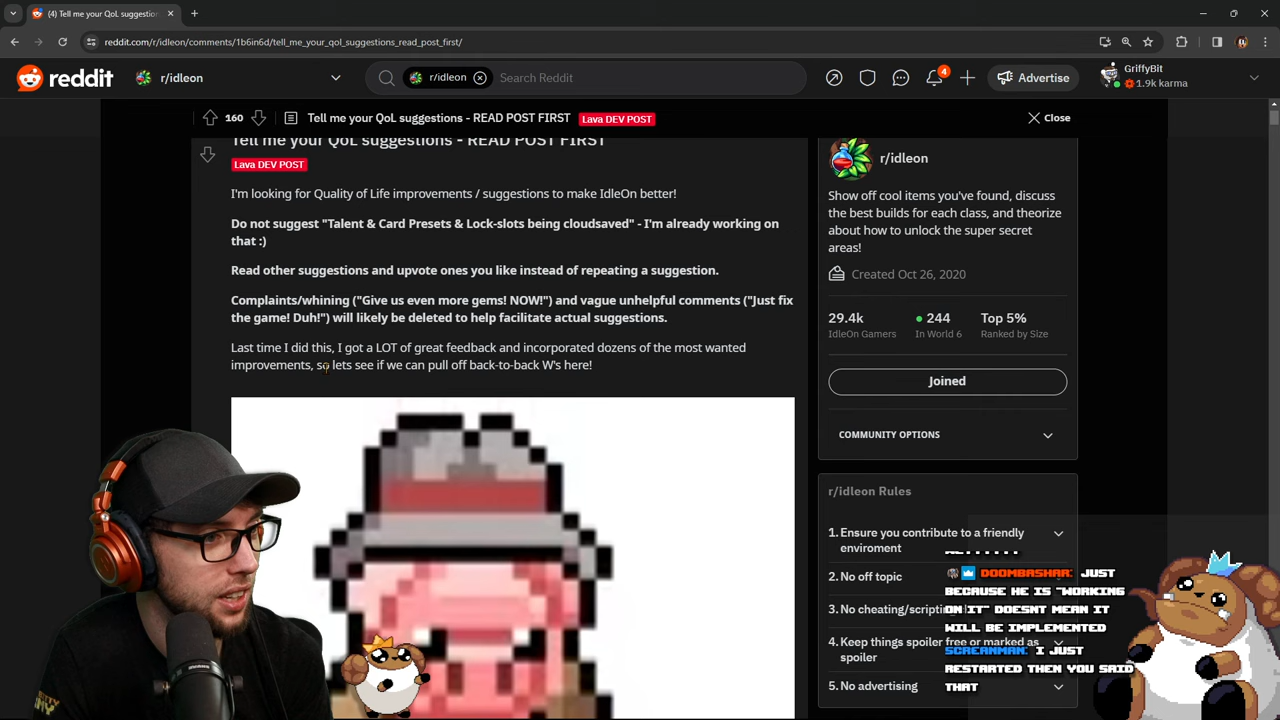 (4) Tell me your QoL suggestion
reddit.com/r/idleon/comments/1b6in6d/tell_me_your_qol_suggestions_read_post_first/
reddit
r/idleon
r/idleon
Search Reddit
4
Advertise
GriffyBit
1.9k karma
160
Tell me your QoL suggestions - READ POST FIRST
Lava DEV POST
Close
Tell me your QoL suggestions - READ POST FIRST
Lava DEV POST
I'm looking for Quality of Life improvements / suggestions to make IdleOn better!
Do not suggest "Talent & Card Presets & Lock-slots being cloudsaved" - I'm already working on
that :)
Read other suggestions and upvote ones you like instead of repeating a suggestion.
Complaints/whining ("Give us even more gems! NOW!") and vague unhelpful comments ("Just fix
the game! Duh!") will likely be deleted to help facilitate actual suggestions.
Last time I did this, I got a LOT of great feedback and incorporated dozens of the most wanted
improvements, so lets see if we can pull off back-to-back W's here!
r/idleon
Show off cool items you've found, discuss
the best builds for each class, and theorize
about how to unlock the super secret
areas!
Created Oct 26, 2020
29.4k
244
Top 5%
IdleOn Gamers
In World 6
Ranked by Size
Joined
COMMUNITY OPTIONS
r/idleon Rules
1. Ensure you contribute to a friendly
enviroment
2. No off topic
3. No cheating/scripti
4. Keep things spoiler free or marked as
spoiler
5. No advertising
DOOMBASHAR: JUST
BECAUSE HE IS "WORKING
ON IT" DOESNT MEAN IT
WILL BE IMPLEMENTED
SCREANMAN: I JUST
RESTARTED THEN YOU SAID
THAT